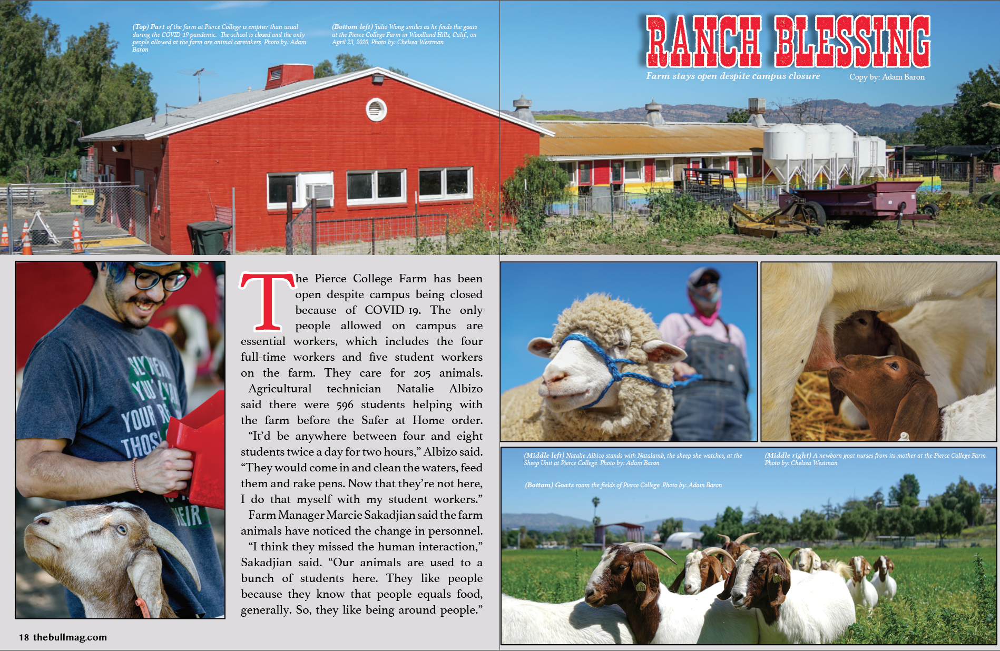 (Top) Part of the farm at Pierce College is emptier than usual
during the COVID-19 pandemic. The school is closed and the only
people allowed at the farm are animal caretakers. Photo by: Adam
Baron
(Bottom left) Julio Wong smiles as he feeds the goats
at the Pierce College Farm in Woodland Hills, Calif., on
April 23, 2020. Photo by: Chelsea Westman
RANCH BLESSING
Farm stays open despite campus closure
Copy by: Adam Baron
CAUTION
WATCH YOUR
STEP
The Pierce College Farm has been
open despite campus being closed
because of COVID-19. The only
people allowed on campus are
essential workers, which includes the four
full-time workers and five student workers
on the farm. They care for 205 animals.
Agricultural technician Natalie Albizo
said there were 596 students helping with
the farm before the Safer at Home order.
“It’d be anywhere between four and eight
students twice a day for two hours,” Albizo said.
“They would come in and clean the waters, feed
them and rake pens. Now that they’re not here,
I do that myself with my student workers.”
Farm Manager Marcie Sakadjian said the farm
animals have noticed the change in personnel.
“I think they missed the human interaction,”
Sakadjian said. “Our animals are used to a
bunch of students here. They like people
because they know that people equals food,
generally. So, they like being around people.”
YOUR
THOS
HEIR
(Middle left) Natalie Albizo stands with Natalamb, the sheep she watches, at the
Sheep Unit at Pierce College. Photo by: Adam Baron
(Middle right) A newborn goat nurses from its mother at the Pierce College Farm.
Photo by: Chelsea Westman
(Bottom) Goats roam the fields of Pierce College. Photo by: Adam Baron
18 thebullmag.com